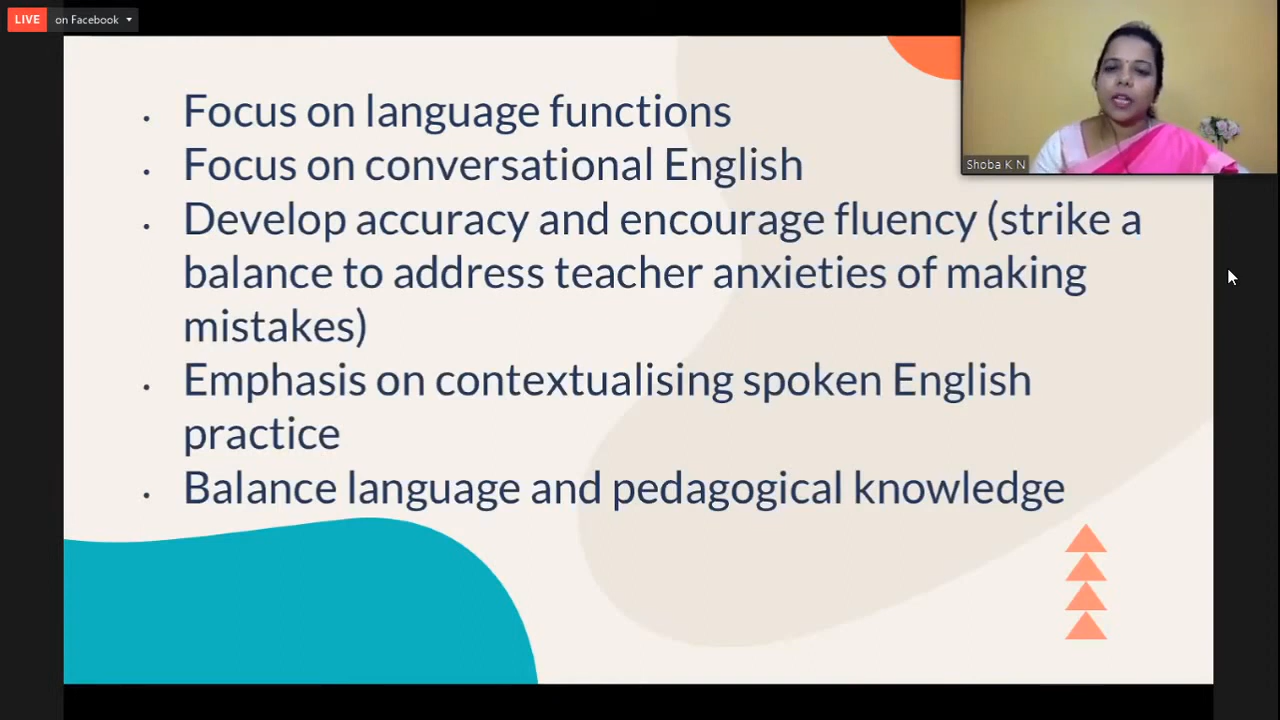 LIVE on Facebook
Shoba K N
• Focus on language functions
• Focus on conversational English
• Develop accuracy and encourage fluency (strike a
balance to address teacher anxieties of making
mistakes)
• Emphasis on contextualising spoken English
practice
• Balance language and pedagogical knowledge